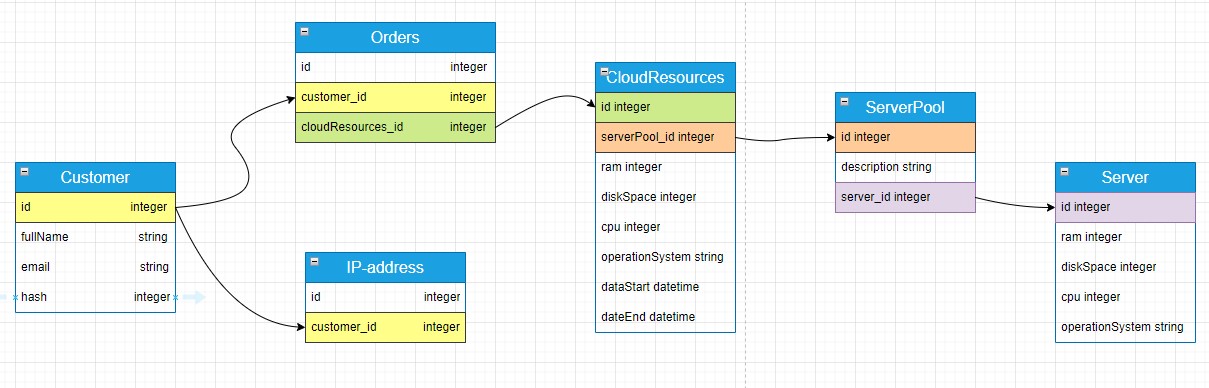 Orders
id integer
customer_id integer
cloudResources_id integer
Customer
id integer
fullName string
email string
hash integer
IP-address
id integer
customer_id integer
CloudResources
id integer
serverPool_id integer
ram integer
diskSpace integer
cpu integer
operationSystem string
dataStart datetime
dateEnd datetime
ServerPool
id integer
description string
server_id integer
Server
id integer
ram integer
diskSpace integer
cpu integer
operationSystem string